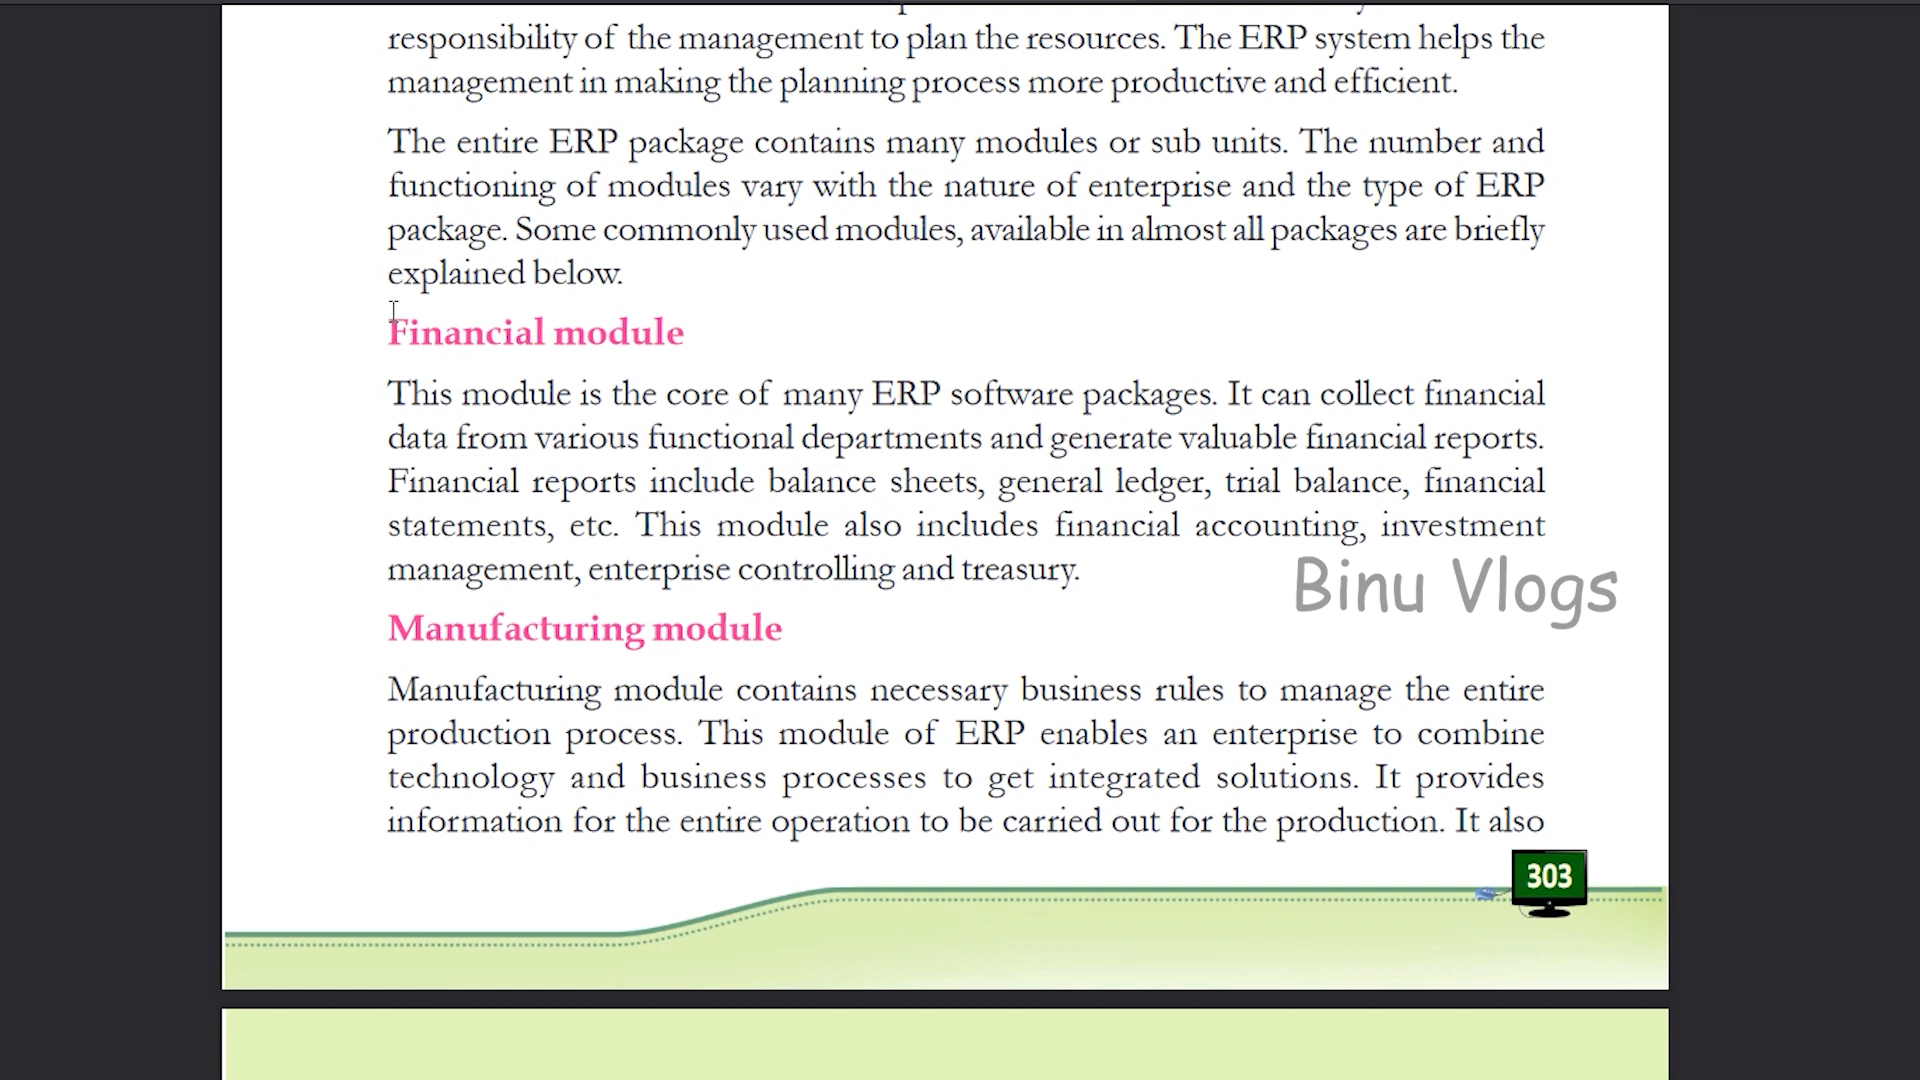 responsibility of the management to plan the resources. The ERP system helps the
management in making the planning process more productive and efficient.
The entire ERP package contains many modules or sub units. The number and
functioning of modules vary with the nature of enterprise and the type of ERP
package. Some commonly used modules, available in almost all packages are briefly
explained below.
Financial module
This module is the core of many ERP software packages. It can collect financial
data from various functional departments and generate valuable financial reports.
Financial reports include balance sheets, general ledger, trial balance, financial
statements, etc. This module also includes financial accounting, investment
management, enterprise controlling and treasury.
Binu Vlogs
Manufacturing module
Manufacturing module contains necessary business rules to manage the entire
production process. This module of ERP enables an enterprise to combine
technology and business processes to get integrated solutions. It provides
information for the entire operation to be carried out for the production. It also
303